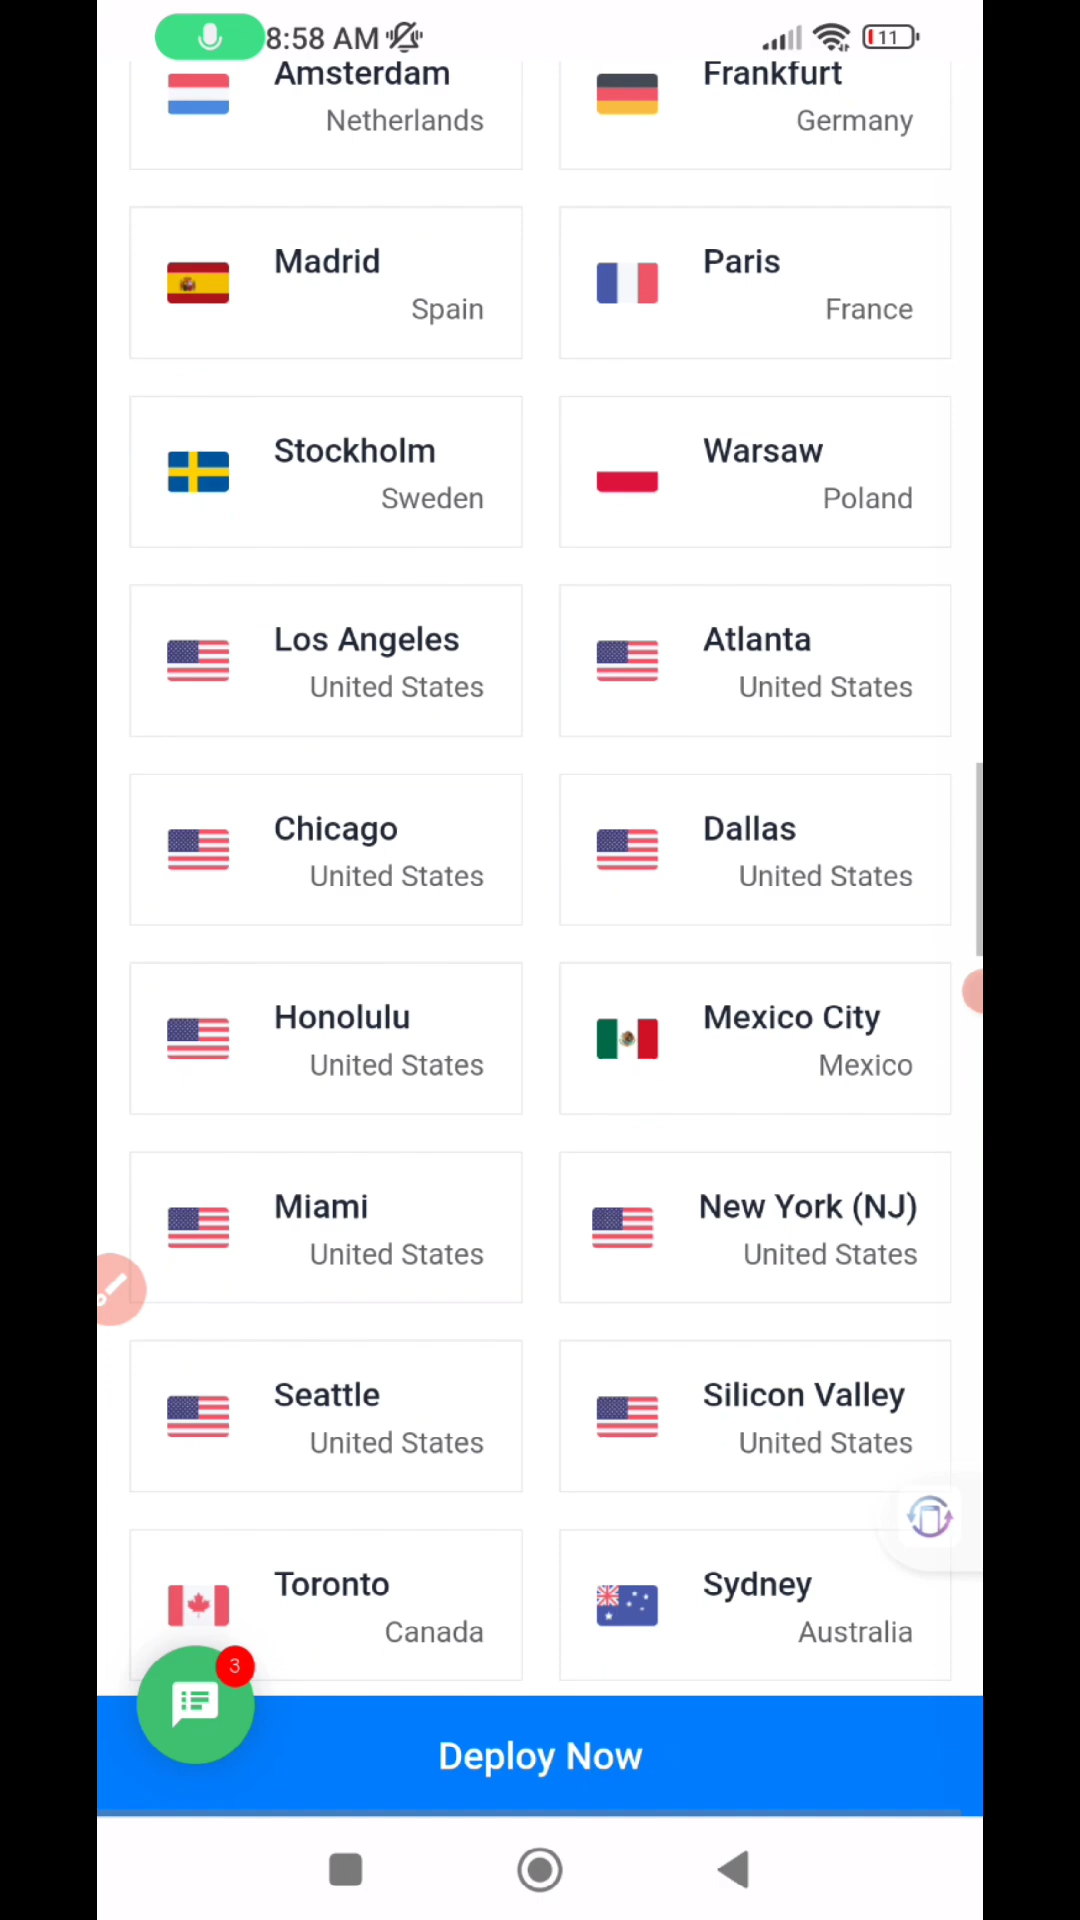 8:58 AM
11
Amsterdam
Netherlands
Frankfurt
Germany
Madrid
Spain
Paris
France
Stockholm
Sweden
Warsaw
Poland
Los Angeles
United States
Atlanta
United States
Chicago
United States
Dallas
United States
Honolulu
United States
Mexico City
Mexico
Miami
United States
New York (NJ)
United States
Seattle
United States
Silicon Valley
United States
Toronto
Canada
Sydney
Australia
3
Deploy Now